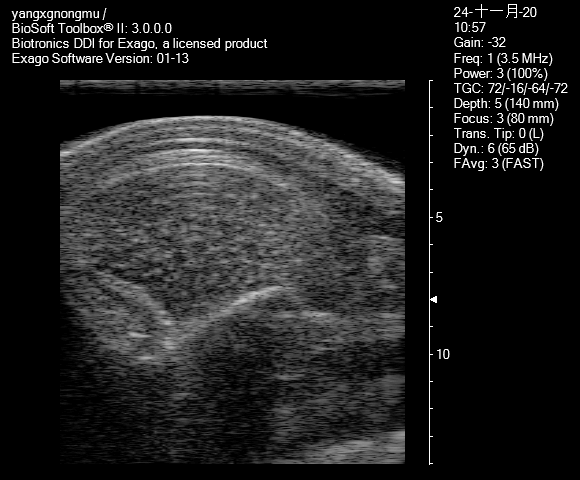 yangxgnongmu /
BioSoft Toolbox® II: 3.0.0.0
Biotronics DDI for Exago, a licensed product
Exago Software Version: 01-13
24-十一月-20
10:57
Gain: -32
Freq: 1 (3.5 MHz)
Power: 3 (100%)
TGC: 72/-16/-64/-72
Depth: 5 (140 mm)
Focus: 3 (80 mm)
Trans. Tip: 0 (L)
Dyn.: 6 (65 dB)
FAvg: 3 (FAST)
5
10